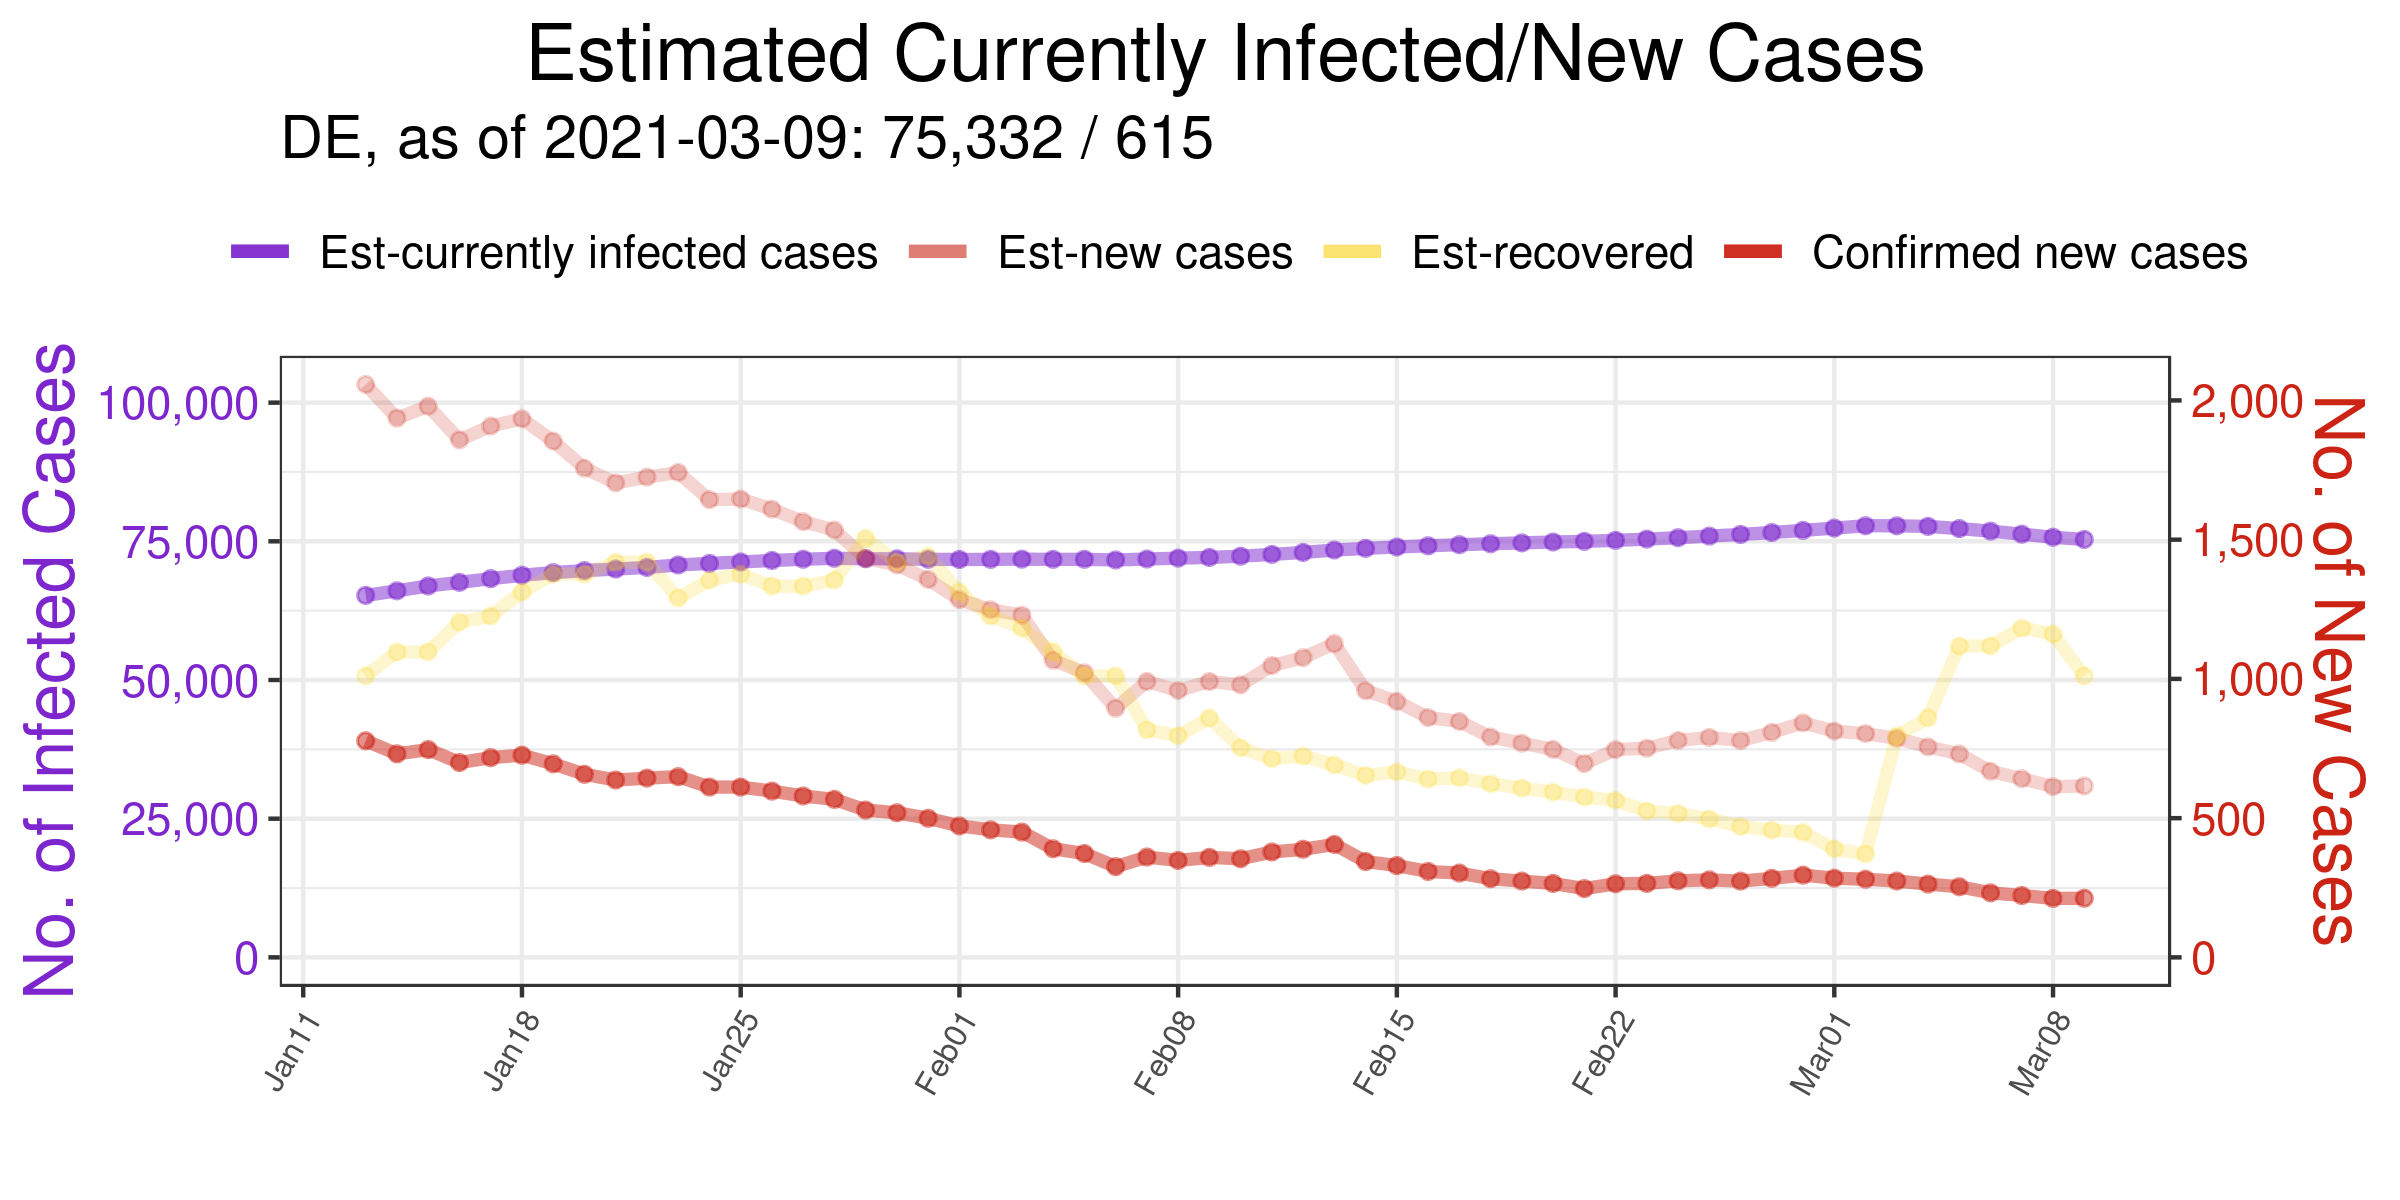 Estimated Currently Infected/New Cases
DE, as of 2021-03-09: 75,332 / 615
Est-currently infected cases Est-new cases Est-recovered Confirmed new cases
No. of Infected Cases
100,000
75,000
50,000
25,000
0
2,000
1,500
1,000
500
0
No. of New Cases
Jan11 Jan18 Jan25 Feb01 Feb08 Feb15 Feb22 Mar01 Mar08